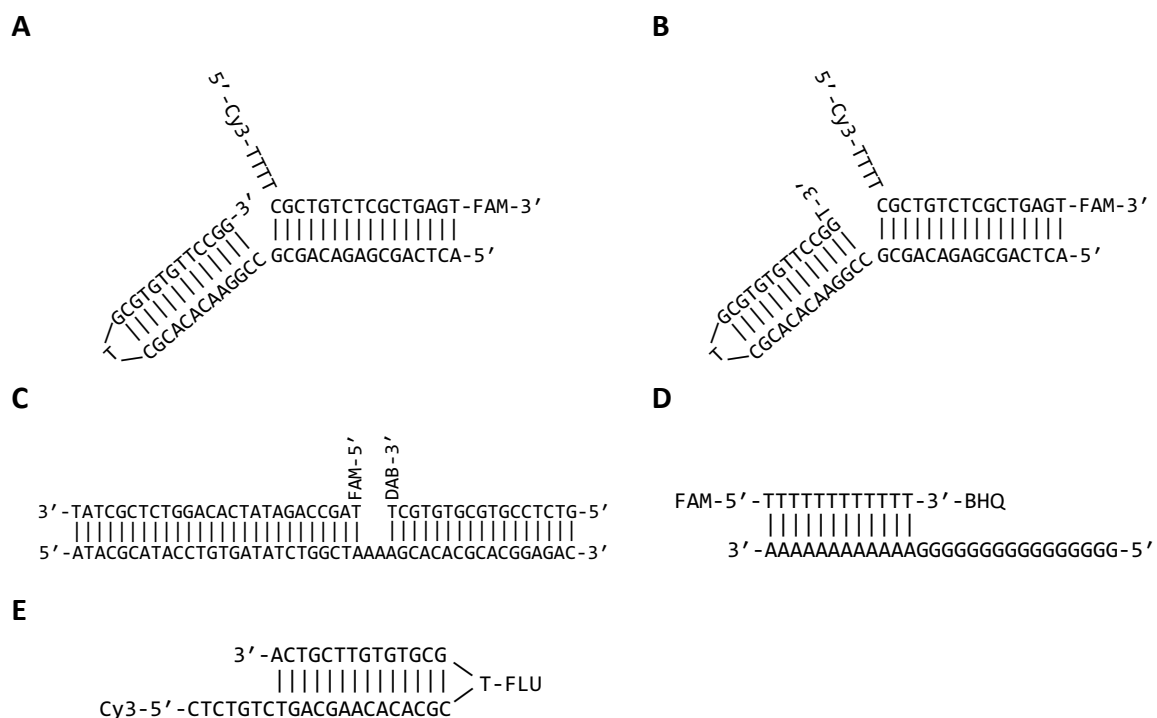 A
B
5’-Cy3-TTTT
CGCTGTCTCGCTGAGT-FAM-3’
GCGTGTGTTCCGG-3’
GCGACAGAGCGACTCA-5’
CGCACACAAGGCC
T
5’-Cy3-TTTT
CGCTGTCTCGCTGAGT-FAM-3’
GCGTGTGTTCCGG
T-3’
GCGACAGAGCGACTCA-5’
CGCACACAAGGCC
T
C
D
FAM-5’
DAB-3’
3’-TATCGCTCTGGACACTATAGACCGAT TCGTGTGCGTGCCTCTG-5’
5’-ATACGCATACCTGTGATATCTGGCTAAAAGCACACGCACGGAGAC-3’
FAM-5’-TTTTTTTTTTTT-3’-BHQ
3’-AAAAAAAAAAAAGGGGGGGGGGGGGGGG-5’
E
3’-ACTGCTTGTGTGCG
T-FLU
Cy3-5’-CTCTGTCTGACGAACACACGC